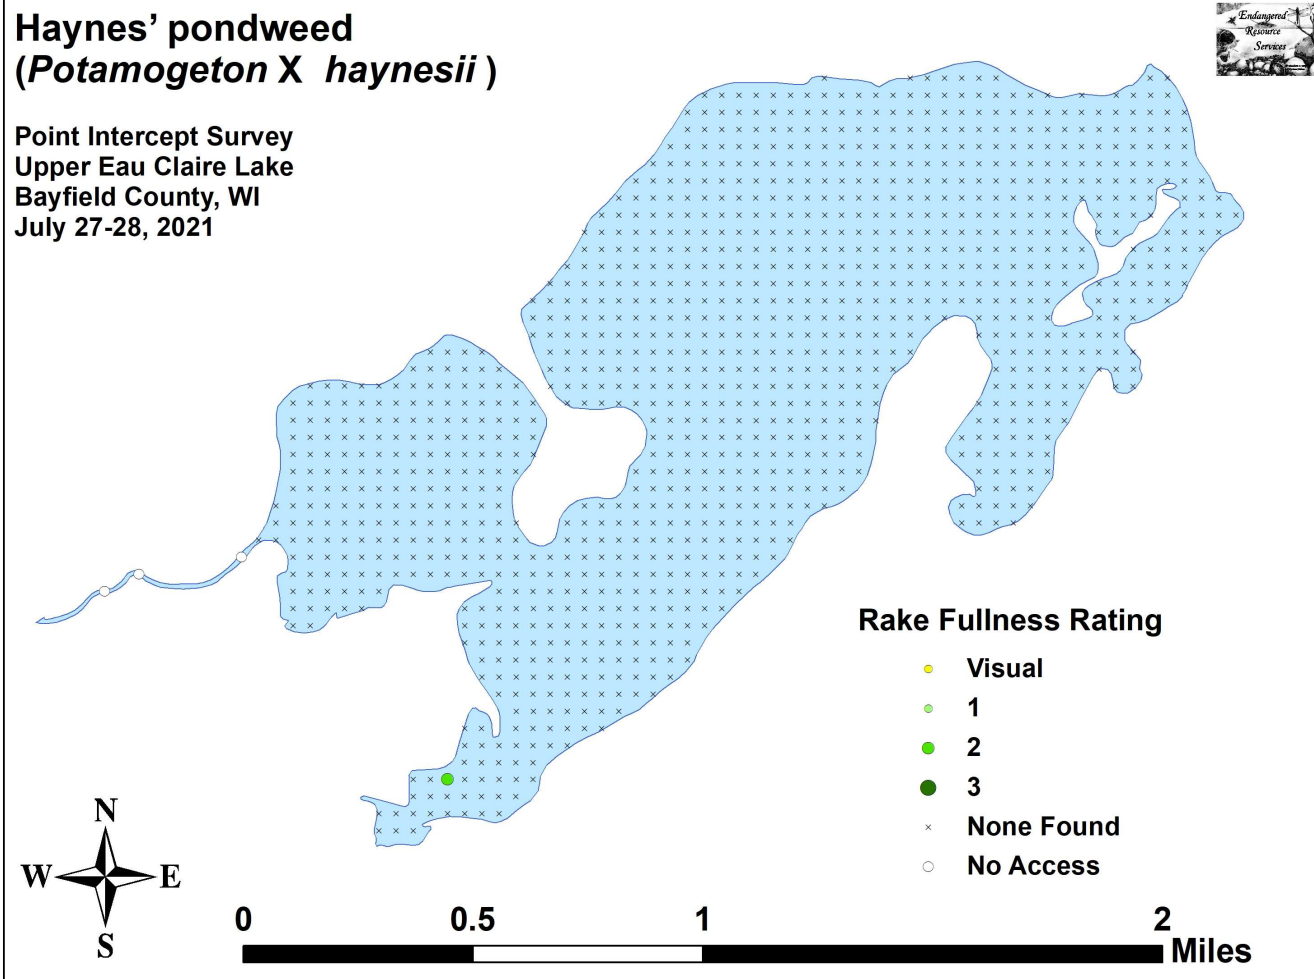 Haynes’ pondweed
(Potamogeton X haynesii )
Endangered
Resource
Services
Point Intercept Survey
Upper Eau Claire Lake
Bayfield County, WI
July 27-28, 2021
Rake Fullness Rating
Visual
1
2
3
None Found
No Access
N
W E
S
0 0.5 1 2
Miles